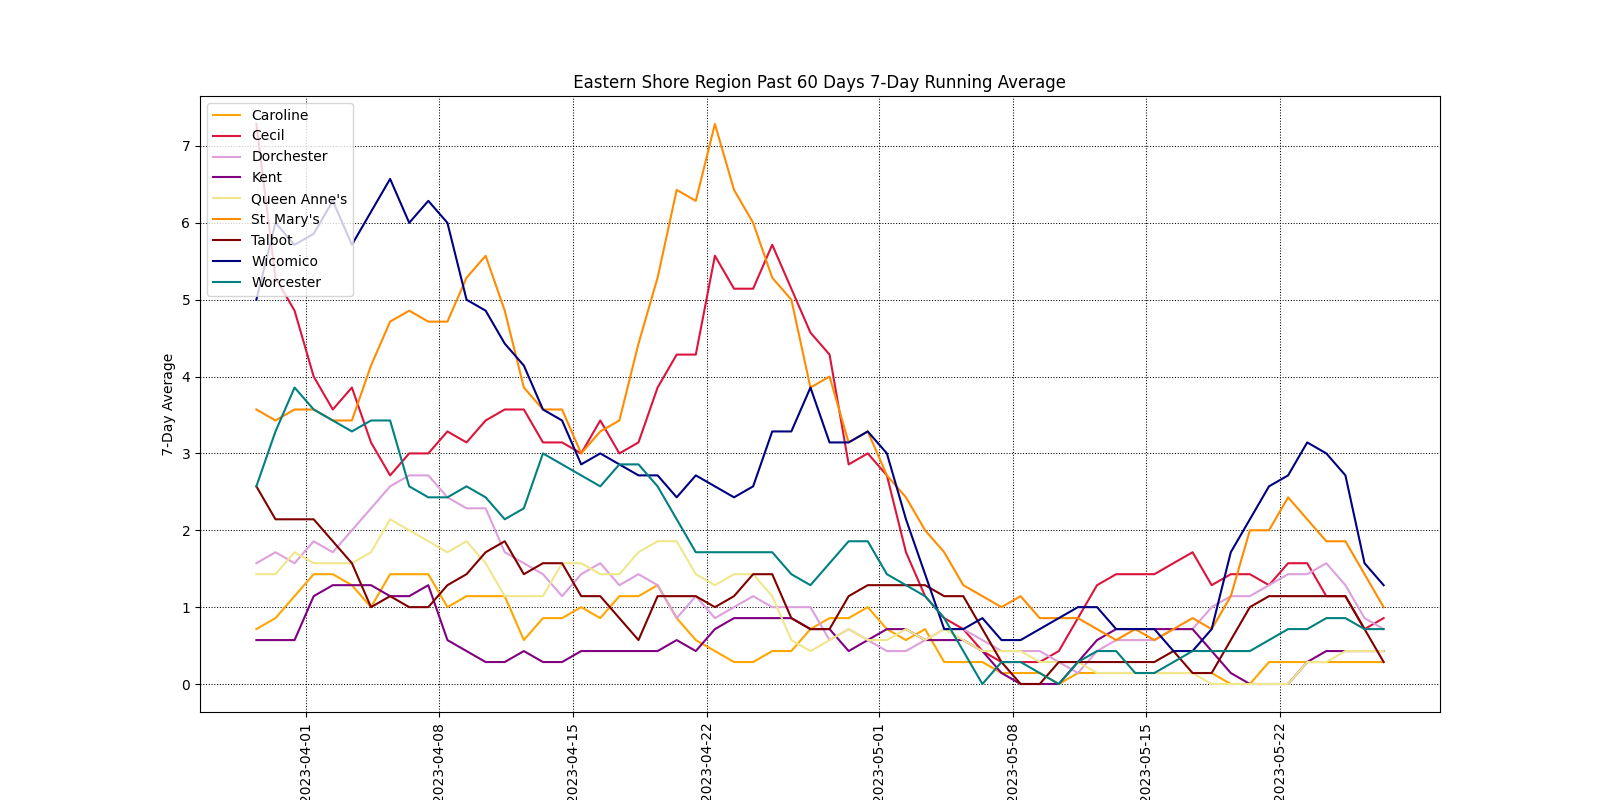 Eastern Shore Region Past 60 Days 7-Day Running Average
Caroline
Cecil
Dorchester
Kent
Queen Anne's
St. Mary's
Talbot
Wicomico
Worcester
7-Day Average
7
6
5
4
3
2
1
0
2023-04-01
2023-04-08
2023-04-15
2023-04-22
2023-05-01
2023-05-08
2023-05-15
2023-05-22